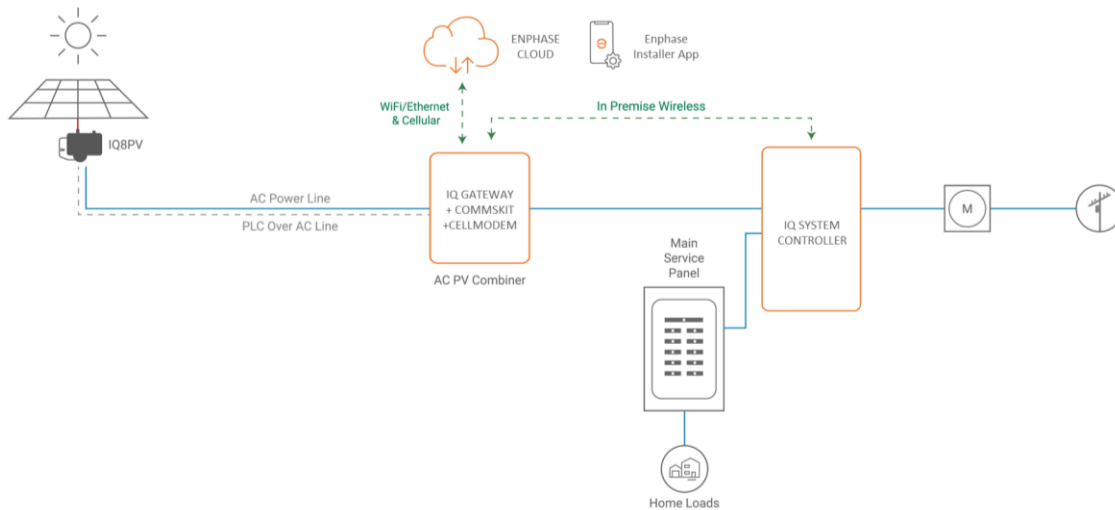 ENPHASE
CLOUD
Enphase
Installer App
WiFi/Ethernet
& Cellular
In Premise Wireless
IQ8PV
AC Power Line
PLC Over AC Line
IQ GATEWAY
+ COMMSKIT
+CELLMODEM
AC PV Combiner
IQ SYSTEM
CONTROLLER
M
Main
Service
Panel
Home Loads